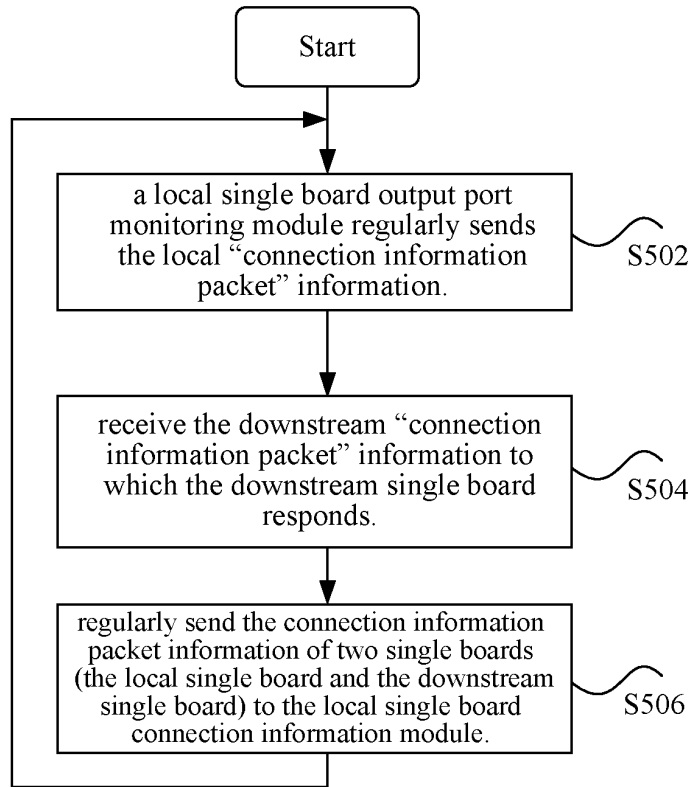 Start
a local single board output port
monitoring module regularly sends
the local “connection information
packet” information.
S502
receive the downstream “connection
information packet” information to
which the downstream single board
responds.
S504
regularly send the connection information
packet information of two single boards
(the local single board and the downstream
single board) to the local single board
connection information module.
S506